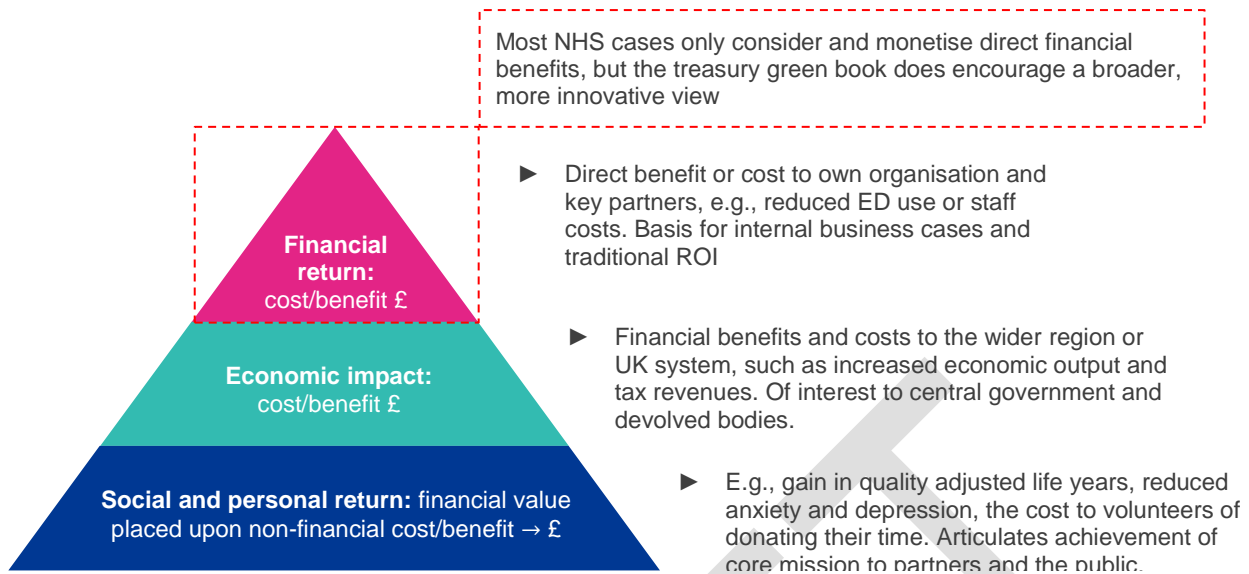 Most NHS cases only consider and monetise direct financial
benefits, but the treasury green book does encourage a broader,
more innovative view
► Direct benefit or cost to own organisation and
key partners, e.g., reduced ED use or staff
costs. Basis for internal business cases and
traditional ROI
Financial
return:
cost/benefit £
► Financial benefits and costs to the wider region or
UK system, such as increased economic output and
tax revenues. Of interest to central government and
devolved bodies.
Economic impact:
cost/benefit £
► E.g., gain in quality adjusted life years, reduced
anxiety and depression, the cost to volunteers of
donating their time. Articulates achievement of
core mission to partners and the public.
Social and personal return: financial value
placed upon non-financial cost/benefit → £